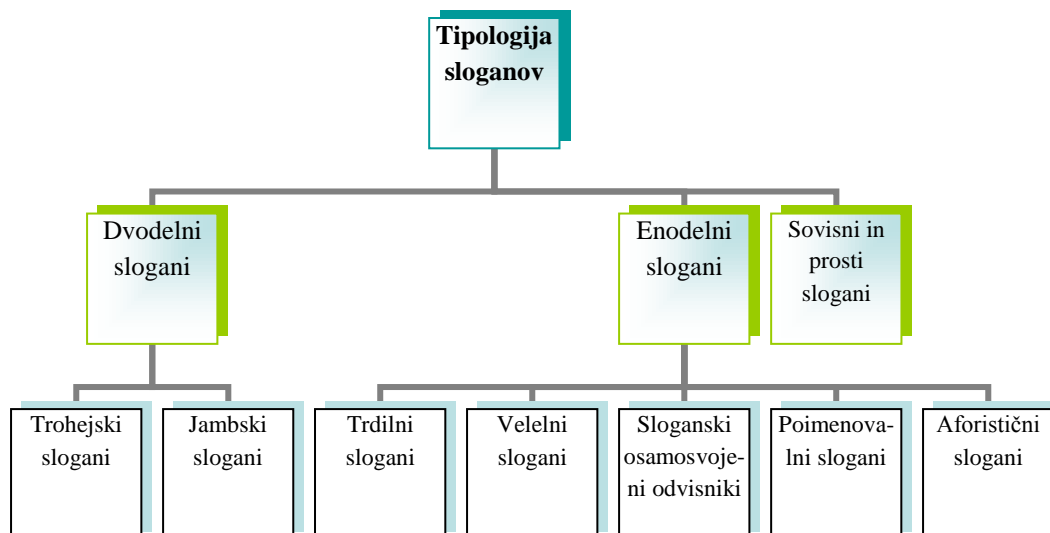 Tipologija
sloganov
Dvodelni
slogani
Enodelni
slogani
Sovisni in
prosti
slogani
Trohejski
slogani
Jambski
slogani
Trdilni
slogani
Velelni
slogani
Sloganski
osamosvoje-
ni odvisniki
Poimenova-
lni slogani
Aforistični
slogani